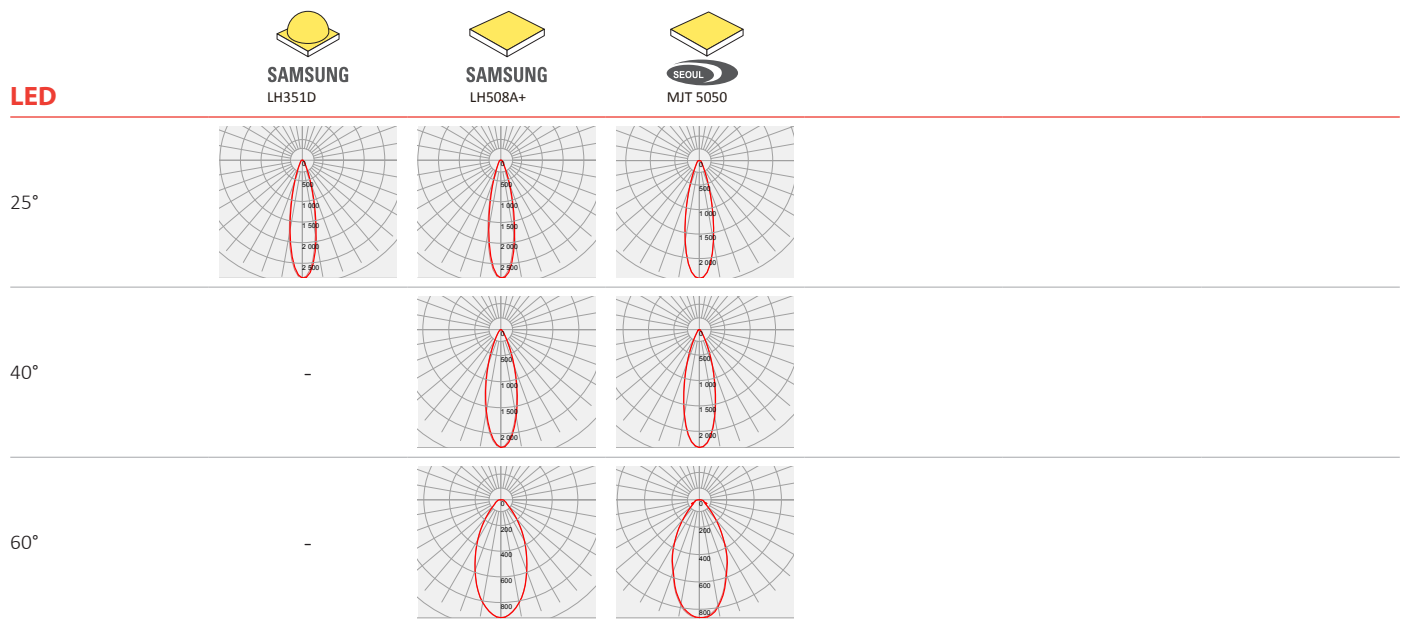 SAMSUNG SAMSUNG SEOUL
LED LH351D LH508A+ MJT 5050
25°
0 0 0
500 500 500
1 000 1 000 1 000
1 500 1 500 1 500
2 000 2 000 2 000
2 500 2 500
40° -
0 0
500 500
1 000 1 000
1 500 1 500
2 000 2 000
60° -
0 0
200 200
400 400
600 600
800 800